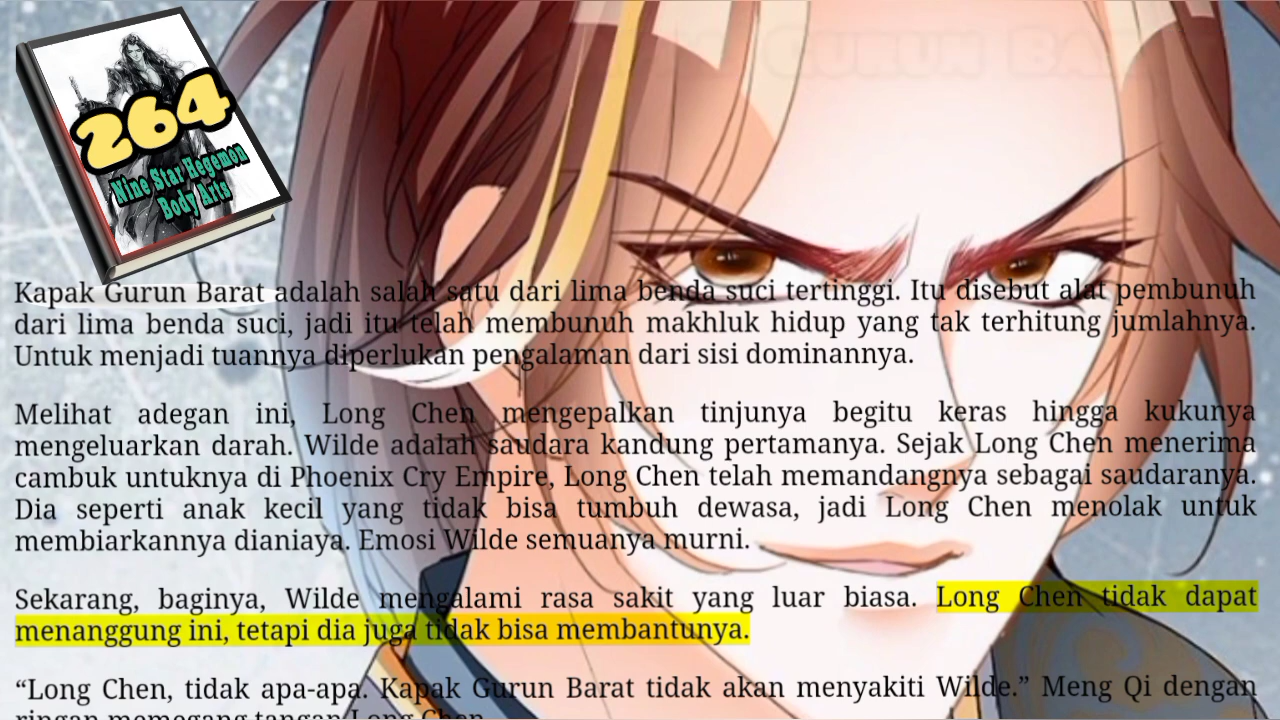 GURUN BA
264
Nine Star Hegemon
Body Arts
Kapak Gurun Barat adalah salah satu dari lima benda suci tertinggi. Itu disebut alat pembunuh
dari lima benda suci, jadi itu telah membunuh makhluk hidup yang tak terhitung jumlahnya.
Untuk menjadi tuannya diperlukan pengalaman dari sisi dominannya.
Melihat adegan ini, Long Chen mengepalkan tinjunya begitu keras hingga kukunya
mengeluarkan darah. Wilde adalah saudara kandung pertamanya. Sejak Long Chen menerima
cambuk untuknya di Phoenix Cry Empire, Long Chen telah memandangnya sebagai saudaranya.
Dia seperti anak kecil yang tidak bisa tumbuh dewasa, jadi Long Chen menolak untuk
membiarkannya dianiaya. Emosi Wilde semuanya murni.
Sekarang, baginya, Wilde mengalami rasa sakit yang luar biasa. Long Chen tidak dapat
menanggung ini, tetapi dia juga tidak bisa membantunya.
“Long Chen, tidak apa-apa. Kapak Gurun Barat tidak akan menyakiti Wilde.” Meng Qi dengan
ringan memegang tangan Long Chen